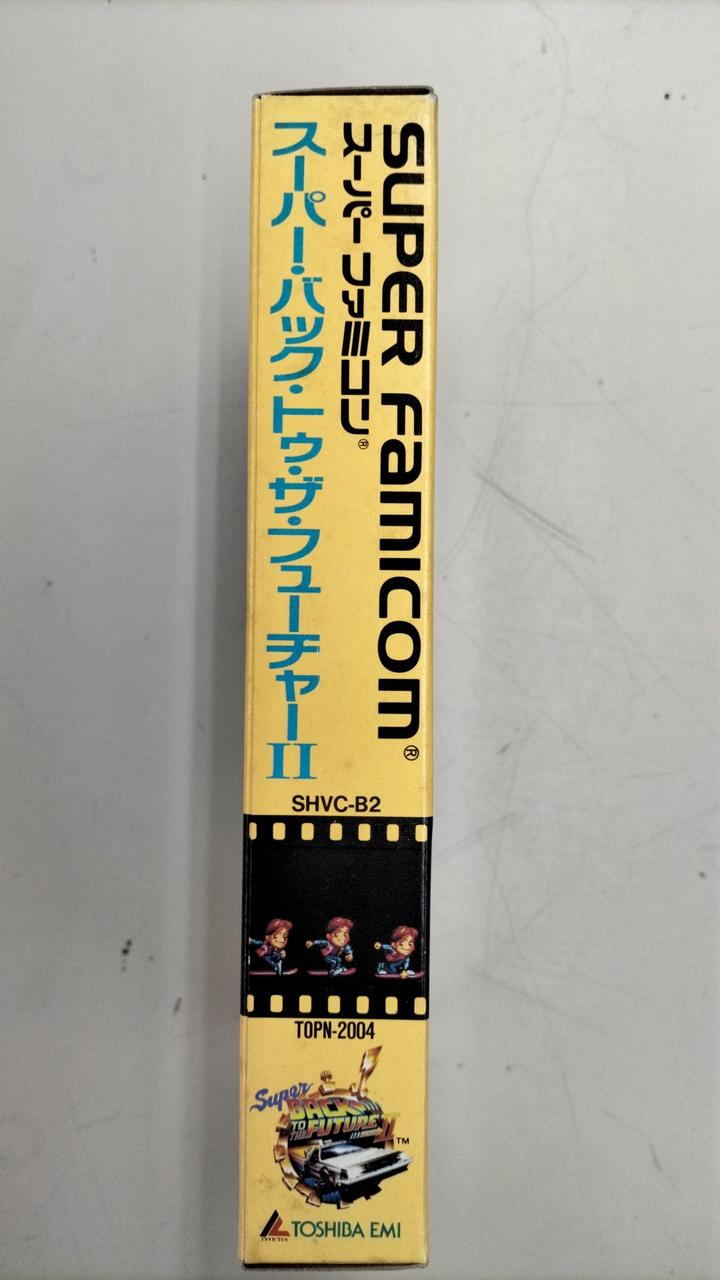 SUPER FAMICOM®
スーパーファミコン®
スーパー・バック・トゥ・ザ・フューチャーII
SHVC-B2
TOPN-2004
Super
BACK
TO
THE FUTURE II™
INVICTUS
TOSHIBA EMI